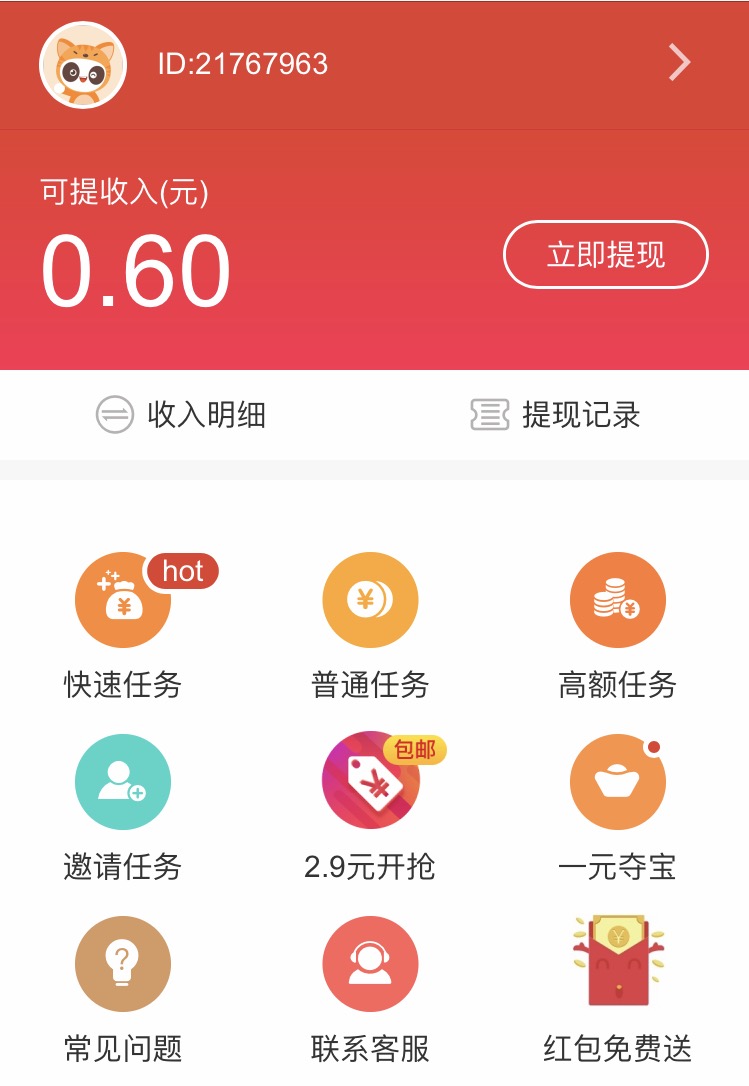 ID:21767963
可提收入(元)
0.60
立即提现
收入明细
提现记录
hot
快速任务
普通任务
高额任务
包邮
邀请任务
2.9元开抢
一元夺宝
常见问题
联系客服
红包免费送